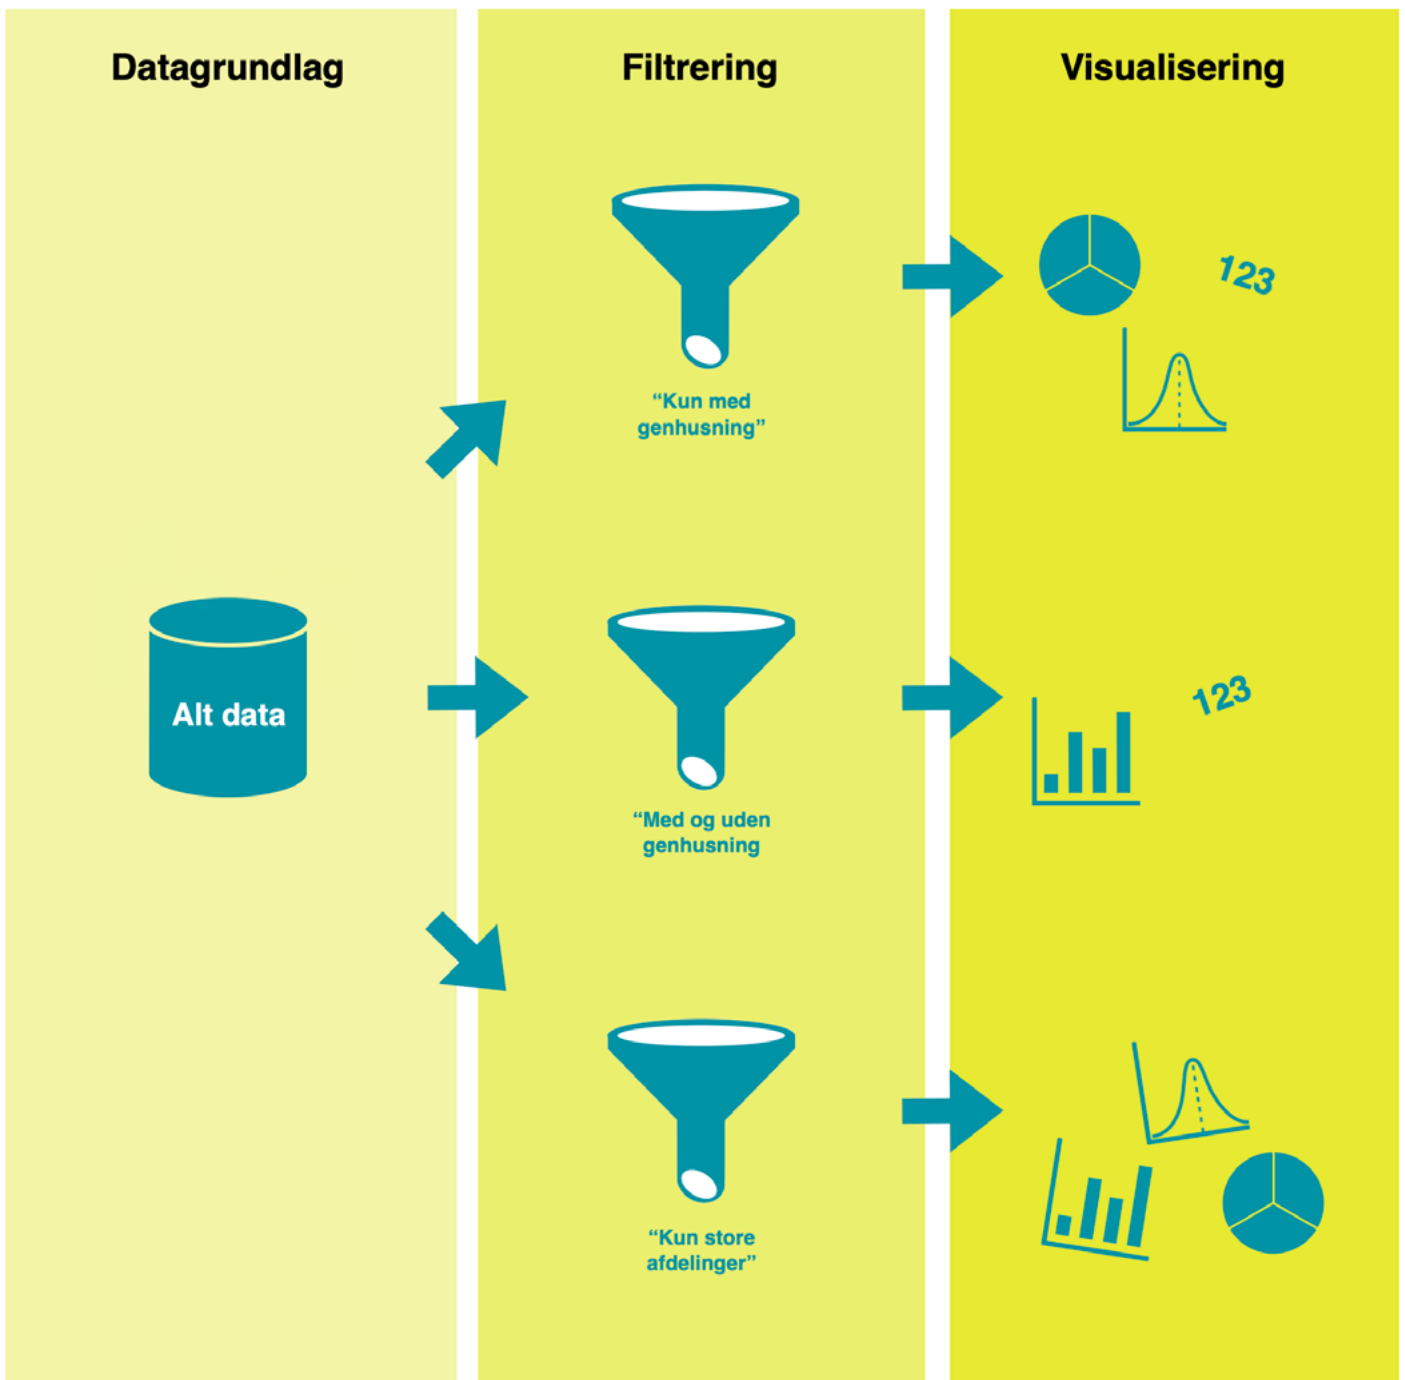 Datagrundlag
Filtrering
Visualisering
“Kun med
genhusning”
123
Alt data
“Med og uden
genhusning
123
“Kun store
afdelinger”